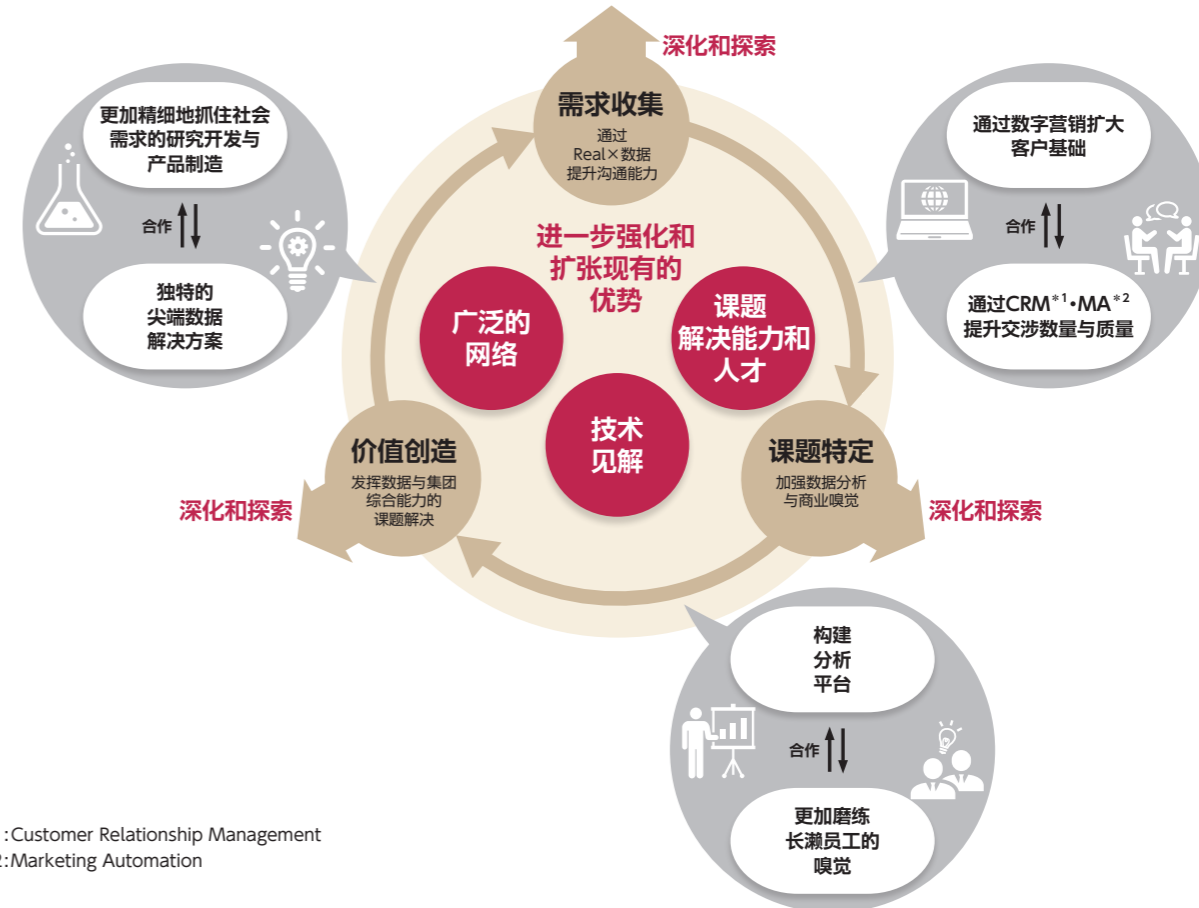 深化和探索
需求收集
通过
Real×数据
提升沟通能力
更加精细地抓住社会
需求的研究开发与
产品制造
合作
独特的
尖端数据
解决方案
通过数字营销扩大
客户基础
合作
通过CRM*1•MA*2
提升交涉数量与质量
进一步强化和
扩张现有的
优势
广泛的
网络
课题
解决能力和
人才
技术
见解
价值创造
发挥数据与集团
综合能力的
课题解决
深化和探索
课题特定
加强数据分析
与商业嗅觉
深化和探索
构建
分析
平台
合作
更加磨练
长濑员工的
嗅觉
:Customer Relationship Management
2:Marketing Automation